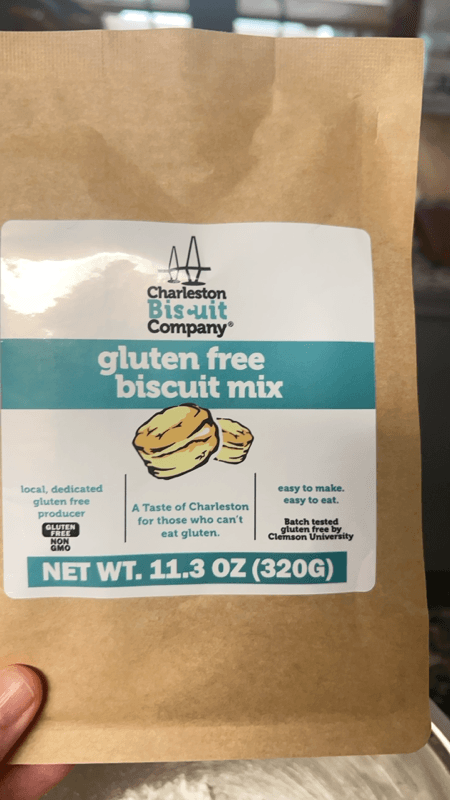 Charleston
Biscuit
Company®
gluten free
biscuit mix
local, dedicated
gluten free
producer
GLUTEN
FREE
NON
GMO
A Taste of Charleston
for those who can't
eat gluten.
easy to make.
easy to eat.
Batch tested
gluten free by
Clemson University
NET WT. 11.3 OZ (320G)